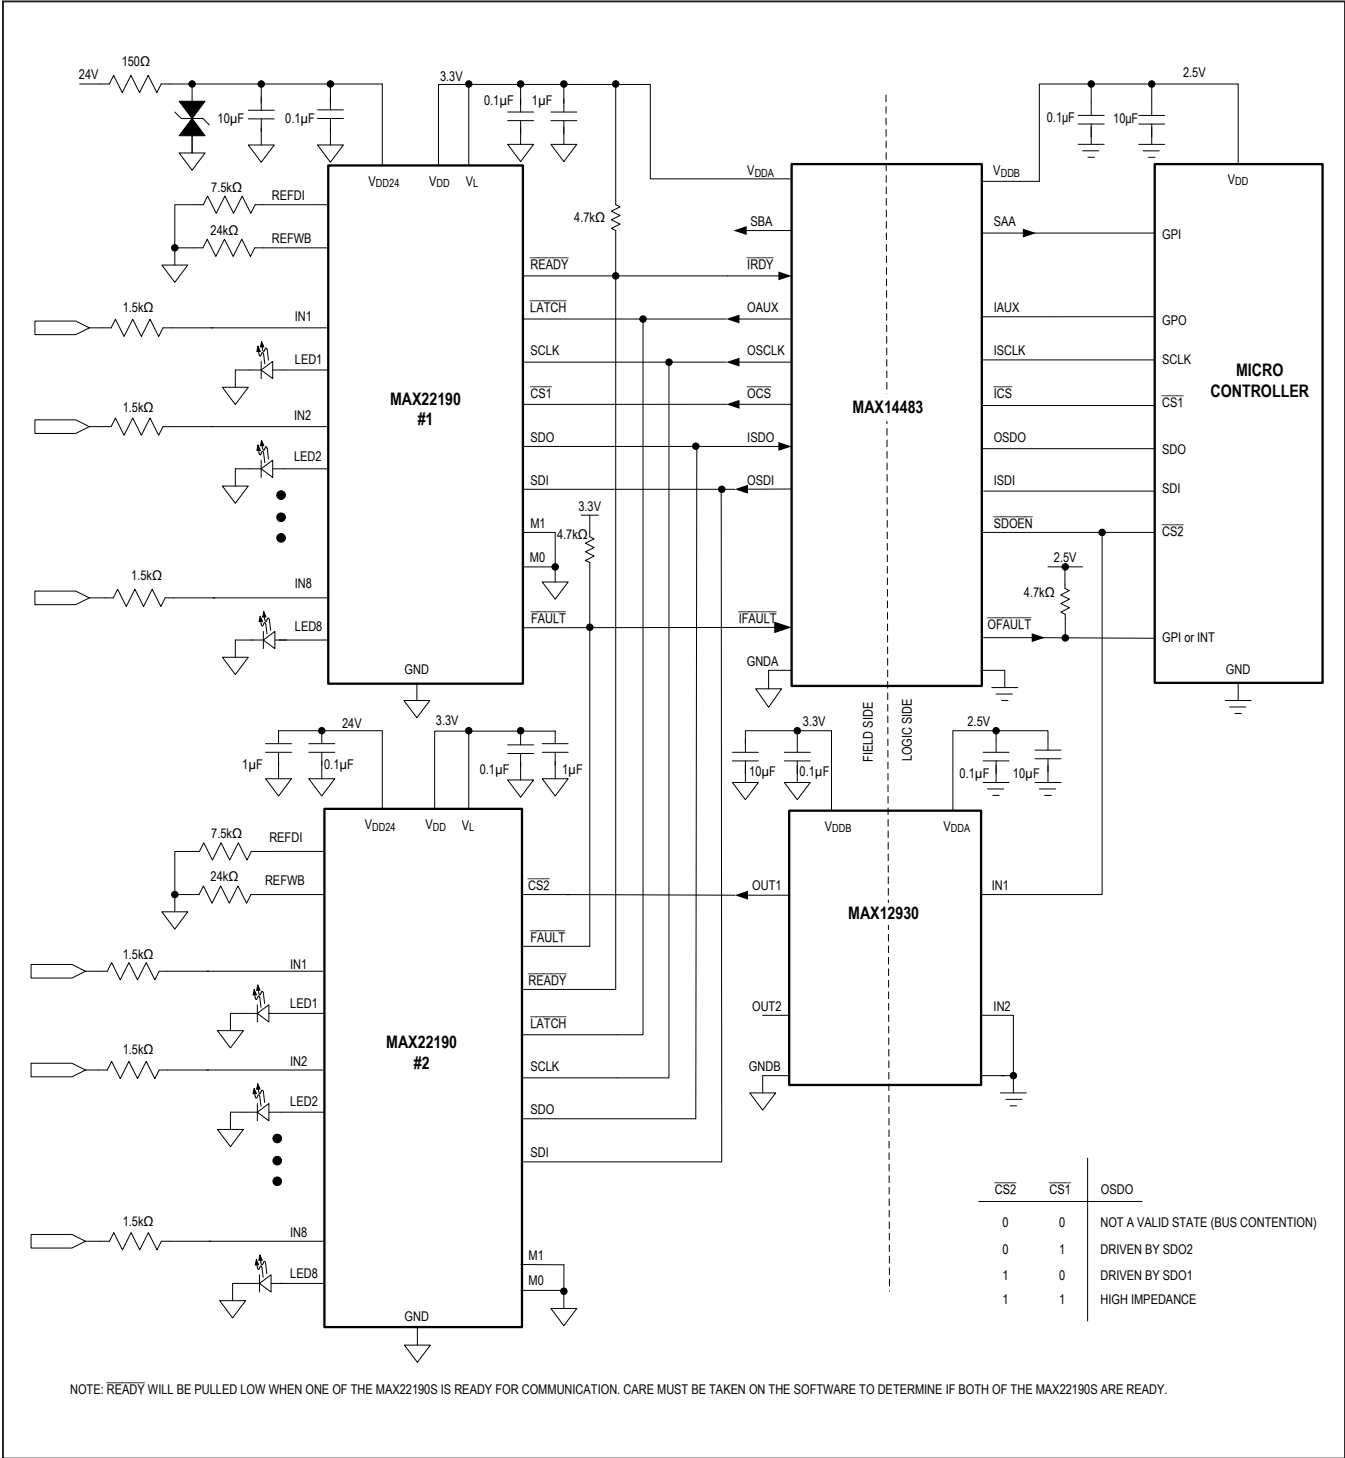 24V
150Ω
10µF
0.1µF
3.3V
0.1µF
1µF
2.5V
0.1µF
10µF
VDD24
VDD
VL
7.5kΩ
REFDI
24kΩ
REFWB
1.5kΩ
IN1
LED1
1.5kΩ
IN2
LED2
1.5kΩ
IN8
LED8
MAX22190
#1
GND
READY
LATCH
SCLK
CS1
SDO
SDI
M1
M0
FAULT
4.7kΩ
3.3V
4.7kΩ
VDDA
SBA
IRDY
OAUX
OSCLK
OCS
ISDO
OSDI
IFAULT
GNDA
MAX14483
VDDB
SAA
IAUX
ISCLK
ICS
OSDO
ISDI
SDOEN
OFAULT
2.5V
4.7kΩ
VDD
GPI
GPO
SCLK
CS1
SDO
SDI
CS2
GPI or INT
GND
MICRO
CONTROLLER
FIELD SIDE
LOGIC SIDE
24V
1µF
0.1µF
3.3V
0.1µF
1µF
3.3V
10µF
0.1µF
2.5V
0.1µF
10µF
VDD24
VDD
VL
7.5kΩ
REFDI
24kΩ
REFWB
1.5kΩ
IN1
LED1
1.5kΩ
IN2
LED2
1.5kΩ
IN8
LED8
MAX22190
#2
GND
CS2
FAULT
READY
LATCH
SCLK
SDO
SDI
M1
M0
VDDB
VDDA
OUT1
IN1
MAX12930
OUT2
IN2
GNDB
CS2 CS1 OSDO
0 0 NOT A VALID STATE (BUS CONTENTION)
0 1 DRIVEN BY SDO2
1 0 DRIVEN BY SDO1
1 1 HIGH IMPEDANCE
NOTE: READY WILL BE PULLED LOW WHEN ONE OF THE MAX22190S IS READY FOR COMMUNICATION. CARE MUST BE TAKEN ON THE SOFTWARE TO DETERMINE IF BOTH OF THE MAX22190S ARE READY.